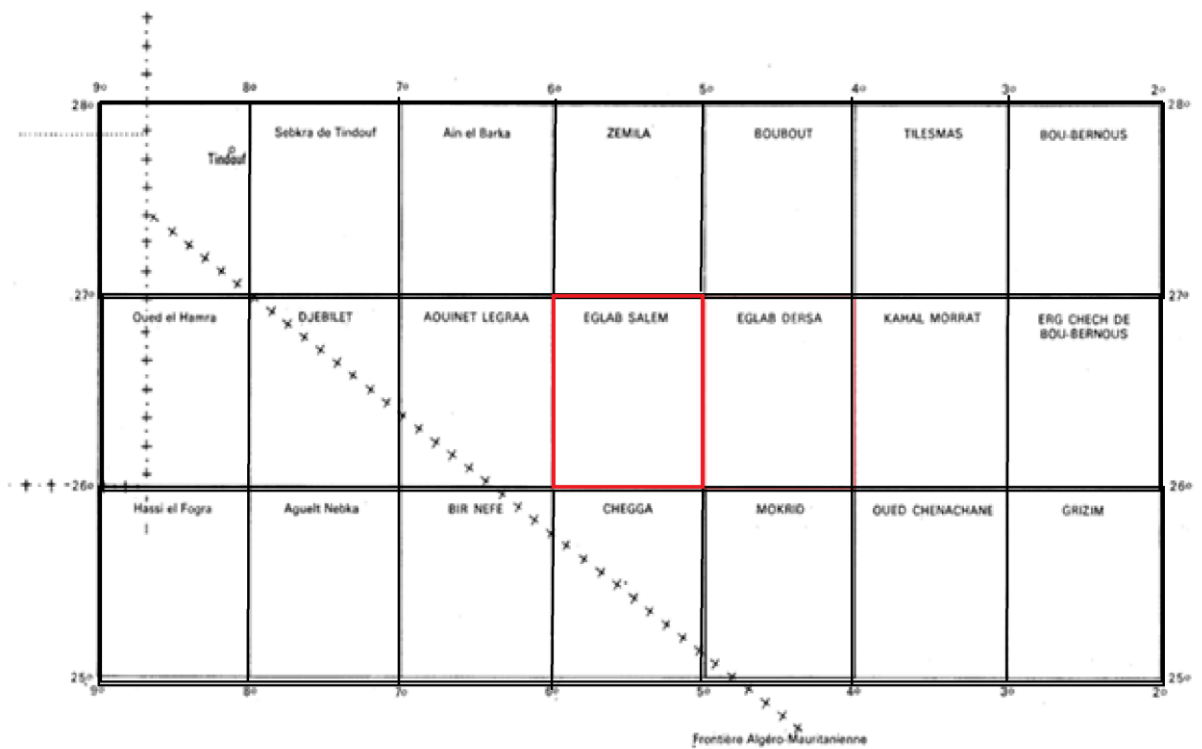 9° 8° 7° 6° 5° 4° 3° 2°
28° 28°
Sebkra de Tindouf Ain el Barka ZEMILA BOUBOUT TILESMAS BOU-BERNOUS
Tindouf
27° 27°
Oued el Hamra DJEBILET AOUINET LEGRAA EGLAB SALEM EGLAB DERSA KAHAL MORRAT ERG CHECH DE
BOU-BERNOUS
26° 26°
Hassi el Fogra Aguelt Nebka BIR NEFE CHEGGA MOKRID OUED CHENACHANE GRIZIM
25° 25°
9° 8° 7° 6° 5° 4° 3° 2°
Frontière Algéro-Mauritanienne